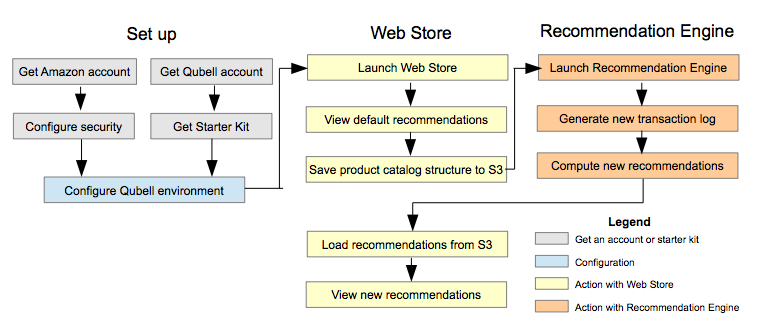 Set up
Web Store
Recommendation Engine
Get Amazon account
Get Qubell account
Launch Web Store
Launch Recommendation Engine
Configure security
Get Starter Kit
View default recommendations
Generate new transaction log
Configure Qubell environment
Save product catalog structure to S3
Compute new recommendations
Load recommendations from S3
View new recommendations
Legend
Get an account or starter kit
Configuration
Action with Web Store
Action with Recommendation Engine